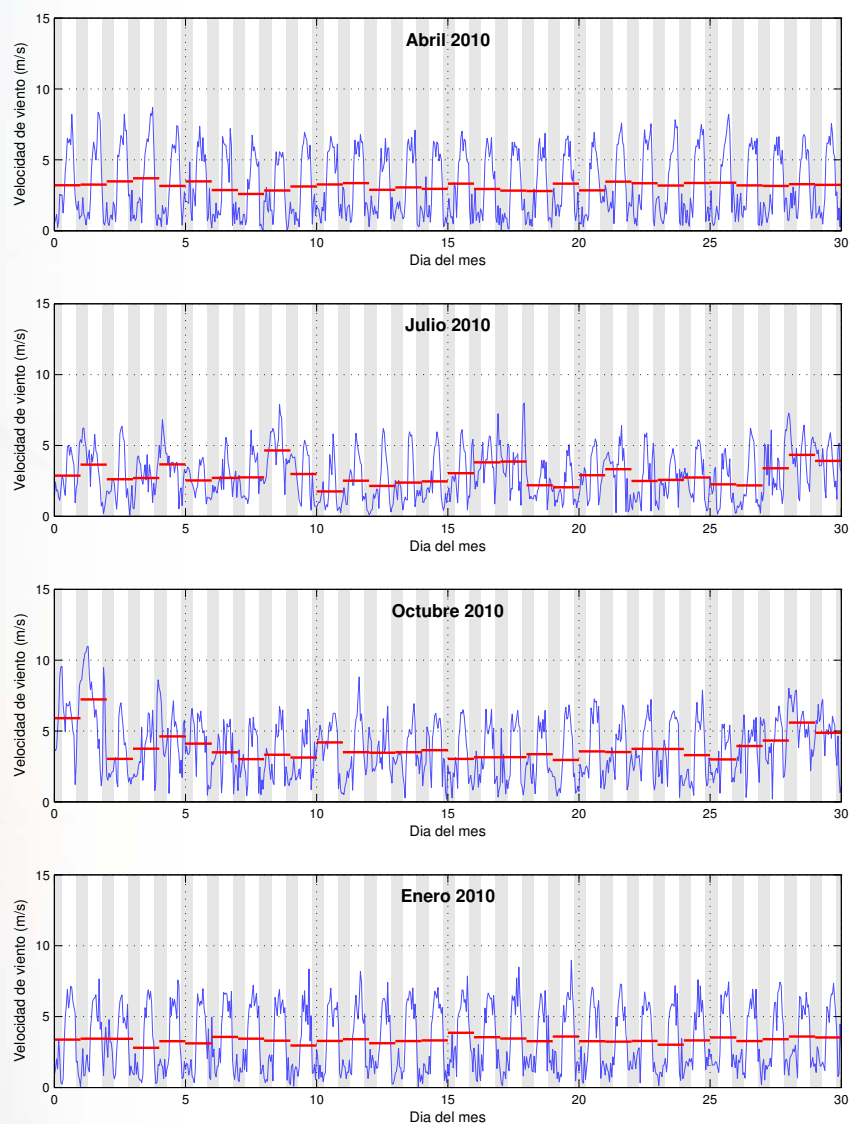 Abril 2010
Velocidad de viento (m/s)
15
10
5
0
0 5 10 15 20 25 30
Dia del mes
Julio 2010
Velocidad de viento (m/s)
15
10
5
0
0 5 10 15 20 25 30
Dia del mes
Octubre 2010
Velocidad de viento (m/s)
15
10
5
0
0 5 10 15 20 25 30
Dia del mes
Enero 2010
Velocidad de viento (m/s)
15
10
5
0
0 5 10 15 20 25 30
Dia del mes